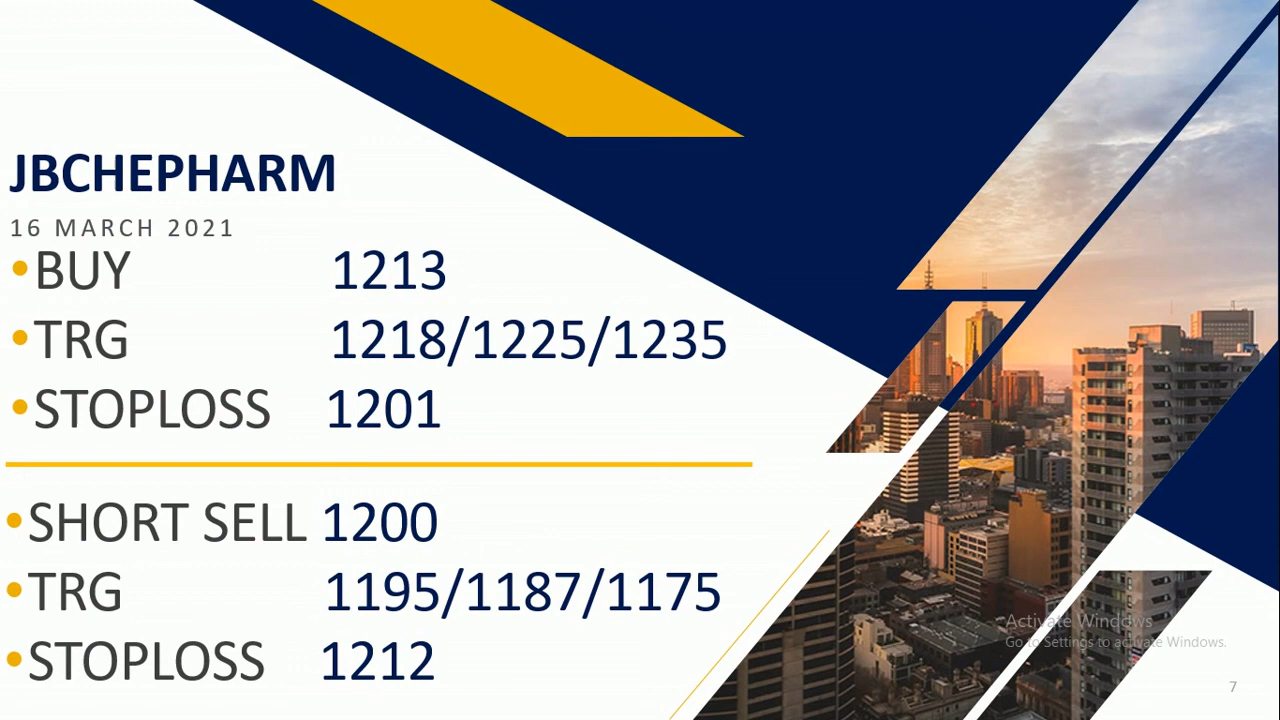 JBCHEPHARM
16 MARCH 2021
•BUY 1213
•TRG 1218/1225/1235
•STOPLOSS 1201
•SHORT SELL 1200
•TRG 1195/1187/1175
•STOPLOSS 1212
Activate Windows
Go to Settings to activate Windows.
7